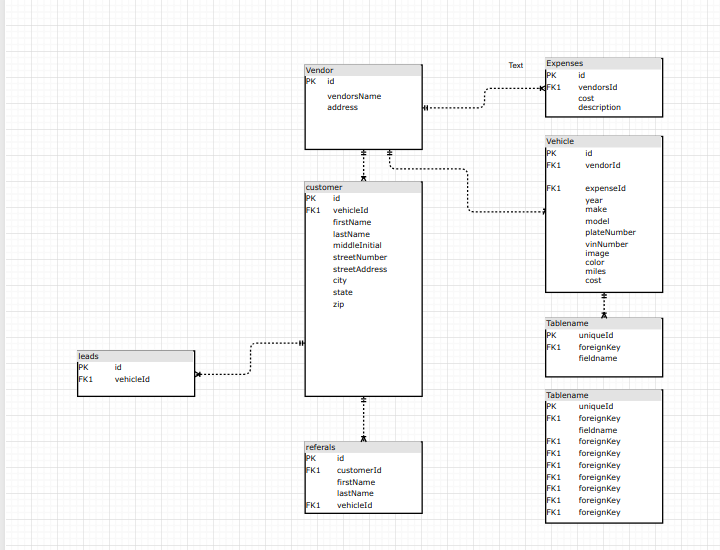 Vendor
PK id
vendorsName
address
Text
Expenses
PK id
FK1 vendorsId
cost
description
Vehicle
PK id
FK1 vendorId
FK1 expenseId
year
make
model
plateNumber
vinNumber
image
color
miles
cost
customer
PK id
FK1 vehicleId
firstName
lastName
middleInitial
streetNumber
streetAddress
city
state
zip
Tablename
PK uniqueId
FK1 foreignKey
fieldname
leads
PK id
FK1 vehicleId
Tablename
PK uniqueId
FK1 foreignKey
fieldname
FK1 foreignKey
FK1 foreignKey
FK1 foreignKey
FK1 foreignKey
FK1 foreignKey
FK1 foreignKey
FK1 foreignKey
referals
PK id
FK1 customerId
firstName
lastName
FK1 vehicleId